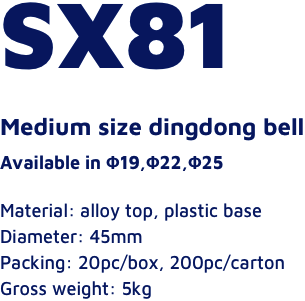 SX81
Medium size dingdong bell
Available in Φ19,Φ22,Φ25
Material: alloy top, plastic base
Diameter: 45mm
Packing: 20pc/box, 200pc/carton
Gross weight: 5kg